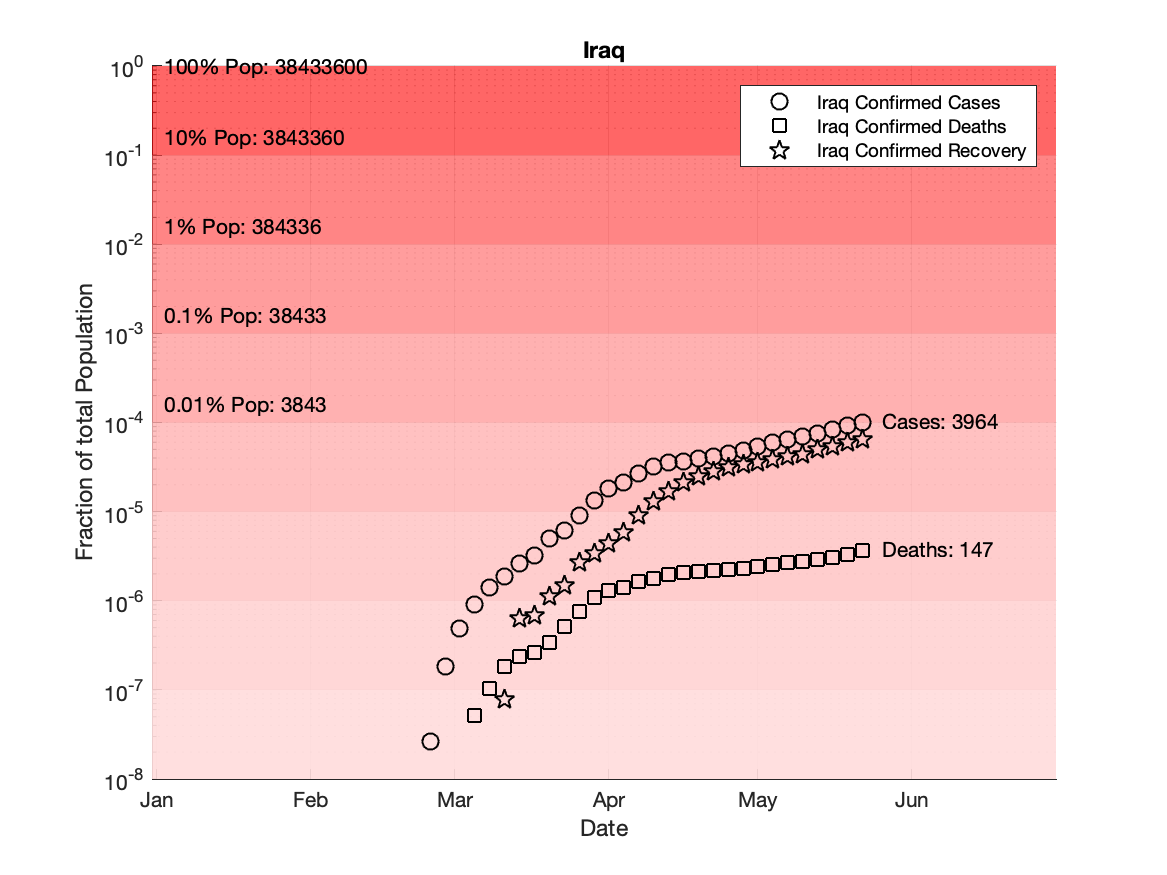 Iraq
10^0
100% Pop: 38433600
Iraq Confirmed Cases
Iraq Confirmed Deaths
Iraq Confirmed Recovery
10% Pop: 3843360
10^-1
1% Pop: 384336
10^-2
0.1% Pop: 38433
10^-3
0.01% Pop: 3843
10^-4
Cases: 3964
10^-5
Deaths: 147
10^-6
10^-7
10^-8
Fraction of total Population
Jan Feb Mar Apr May Jun
Date